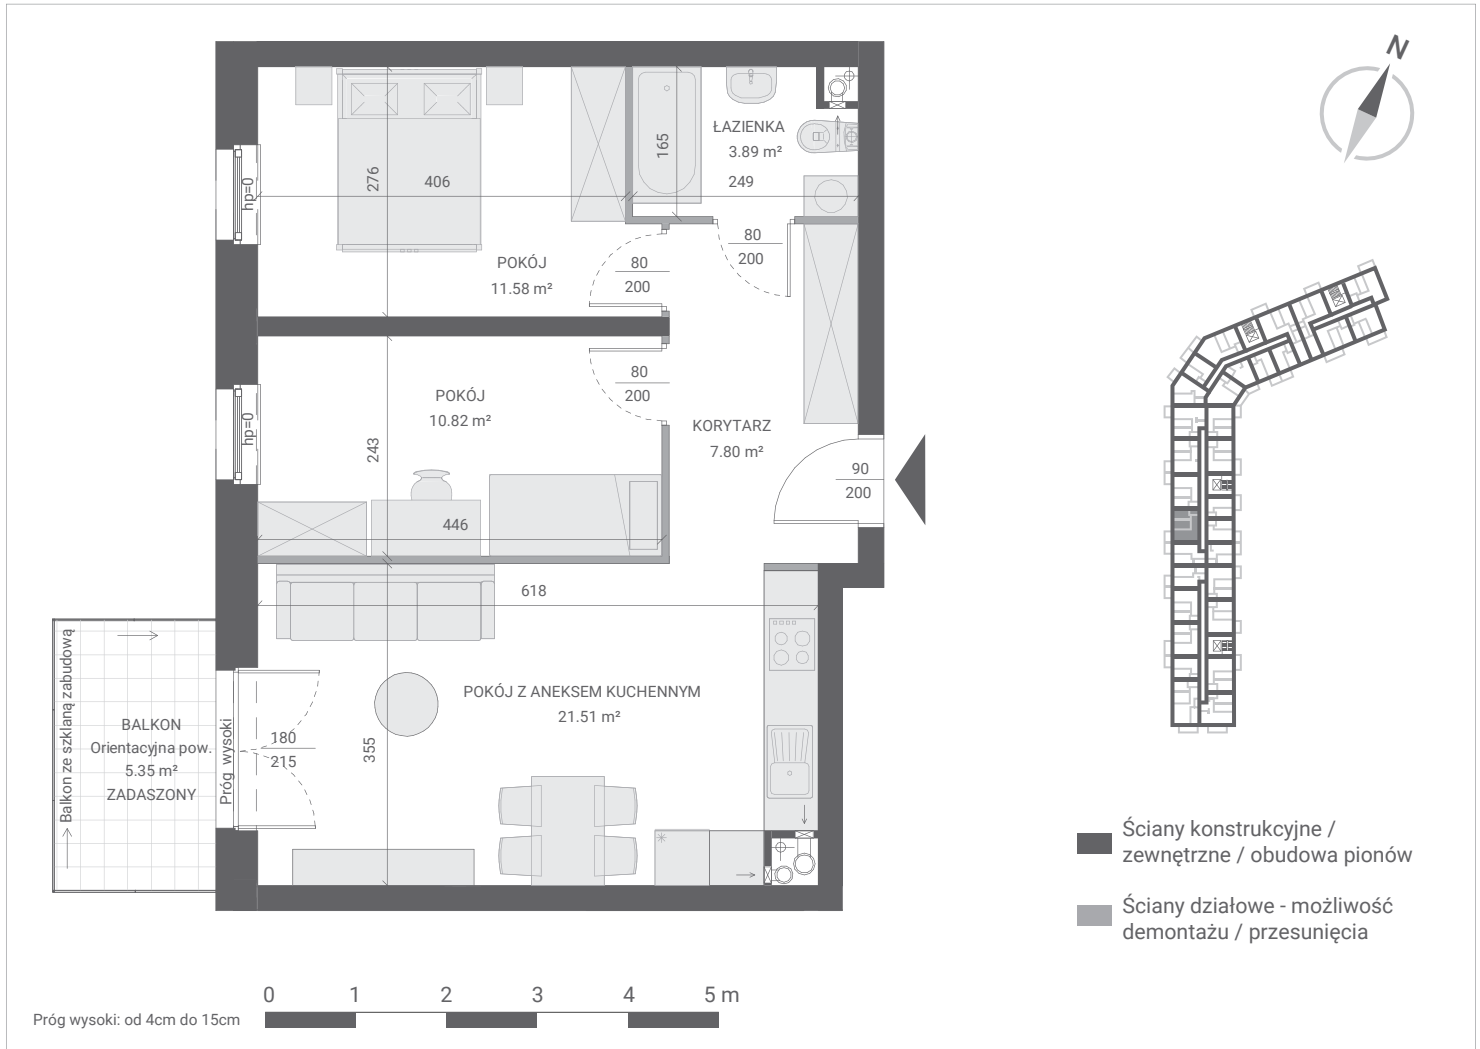 N
ŁAZIENKA
3.89 m²
165
249
276
406
hp=0
POKÓJ
11.58 m²
80
200
80
200
POKÓJ
10.82 m²
80
200
hp=0
243
446
KORYTARZ
7.80 m²
90
200
618
POKÓJ Z ANEKSEM KUCHENNYM
21.51 m²
355
180
215
Próg wysoki
Balkon ze szklaną zabudową
BALKON
Orientacyjna pow.
5.35 m²
ZADASZONY
Ściany konstrukcyjne /
zewnętrzne / obudowa pionów
Ściany działowe - możliwość
demontażu / przesunięcia
Próg wysoki: od 4cm do 15cm
0 1 2 3 4 5 m